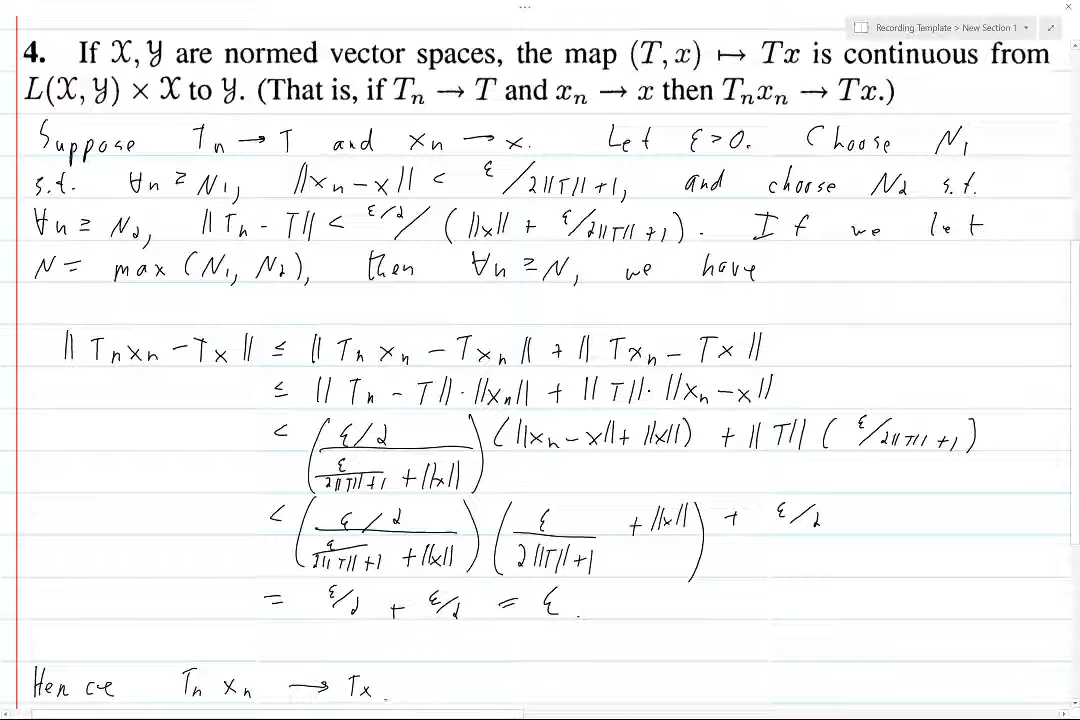 Recording Template > New Section 1
4. If X, Y are normed vector spaces, the map (T, x) ↦ Tx is continuous from
L(X, Y) × X to Y. (That is, if Tn → T and xn → x then Tnxn → Tx.)
Suppose Tn → T and xn → x. Let ε > 0. Choose N1
s.t. ∀n ≥ N1, ||xn - x|| < ε/2||T||+1, and choose N2 s.t.
∀n ≥ N2, ||Tn - T|| < ε/2/(||x|| + ε/2||T||+1). If we let
N = max(N1, N2), then ∀n ≥ N, we have
||Tnxn - Tx|| ≤ ||Tnxn - Txn|| + ||Txn - Tx||
≤ ||Tn - T||·||xn|| + ||T||·||xn - x||
< (ε/2 / (ε/2||T||+1 + ||x||)) (||xn - x|| + ||x||) + ||T|| (ε/2||T||+1)
< (ε/2 / (ε/2||T||+1 + ||x||)) (ε/2||T||+1 + ||x||) + ε/2
= ε/2 + ε/2 = ε.
Hence Tnxn → Tx.